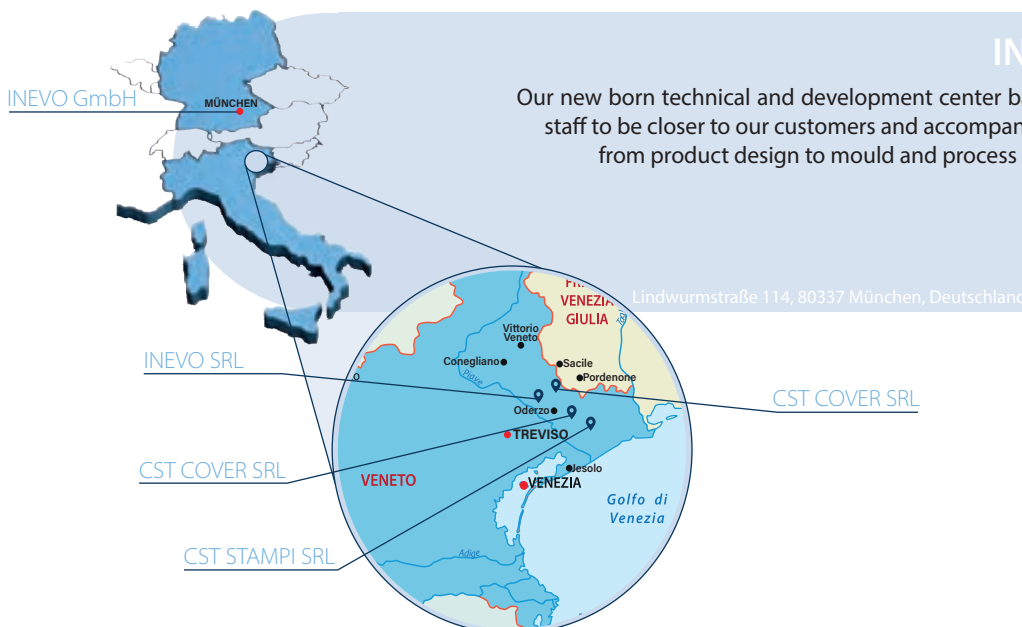 IN
INEVO GmbH
MÜNCHEN
Our new born technical and development center ba
staff to be closer to our customers and accompan
from product design to mould and process
Lindwurmstraße 114, 80337 München, Deutschland
VENEZIA
GIULIA
Vittorio
Veneto
Conegliano
Sacile
Pordenone
Piave
INEVO SRL
CST COVER SRL
Oderzo
TREVISO
CST COVER SRL
VENETO
Jesolo
VENEZIA
Golfo di
Venezia
CST STAMPI SRL
Adige